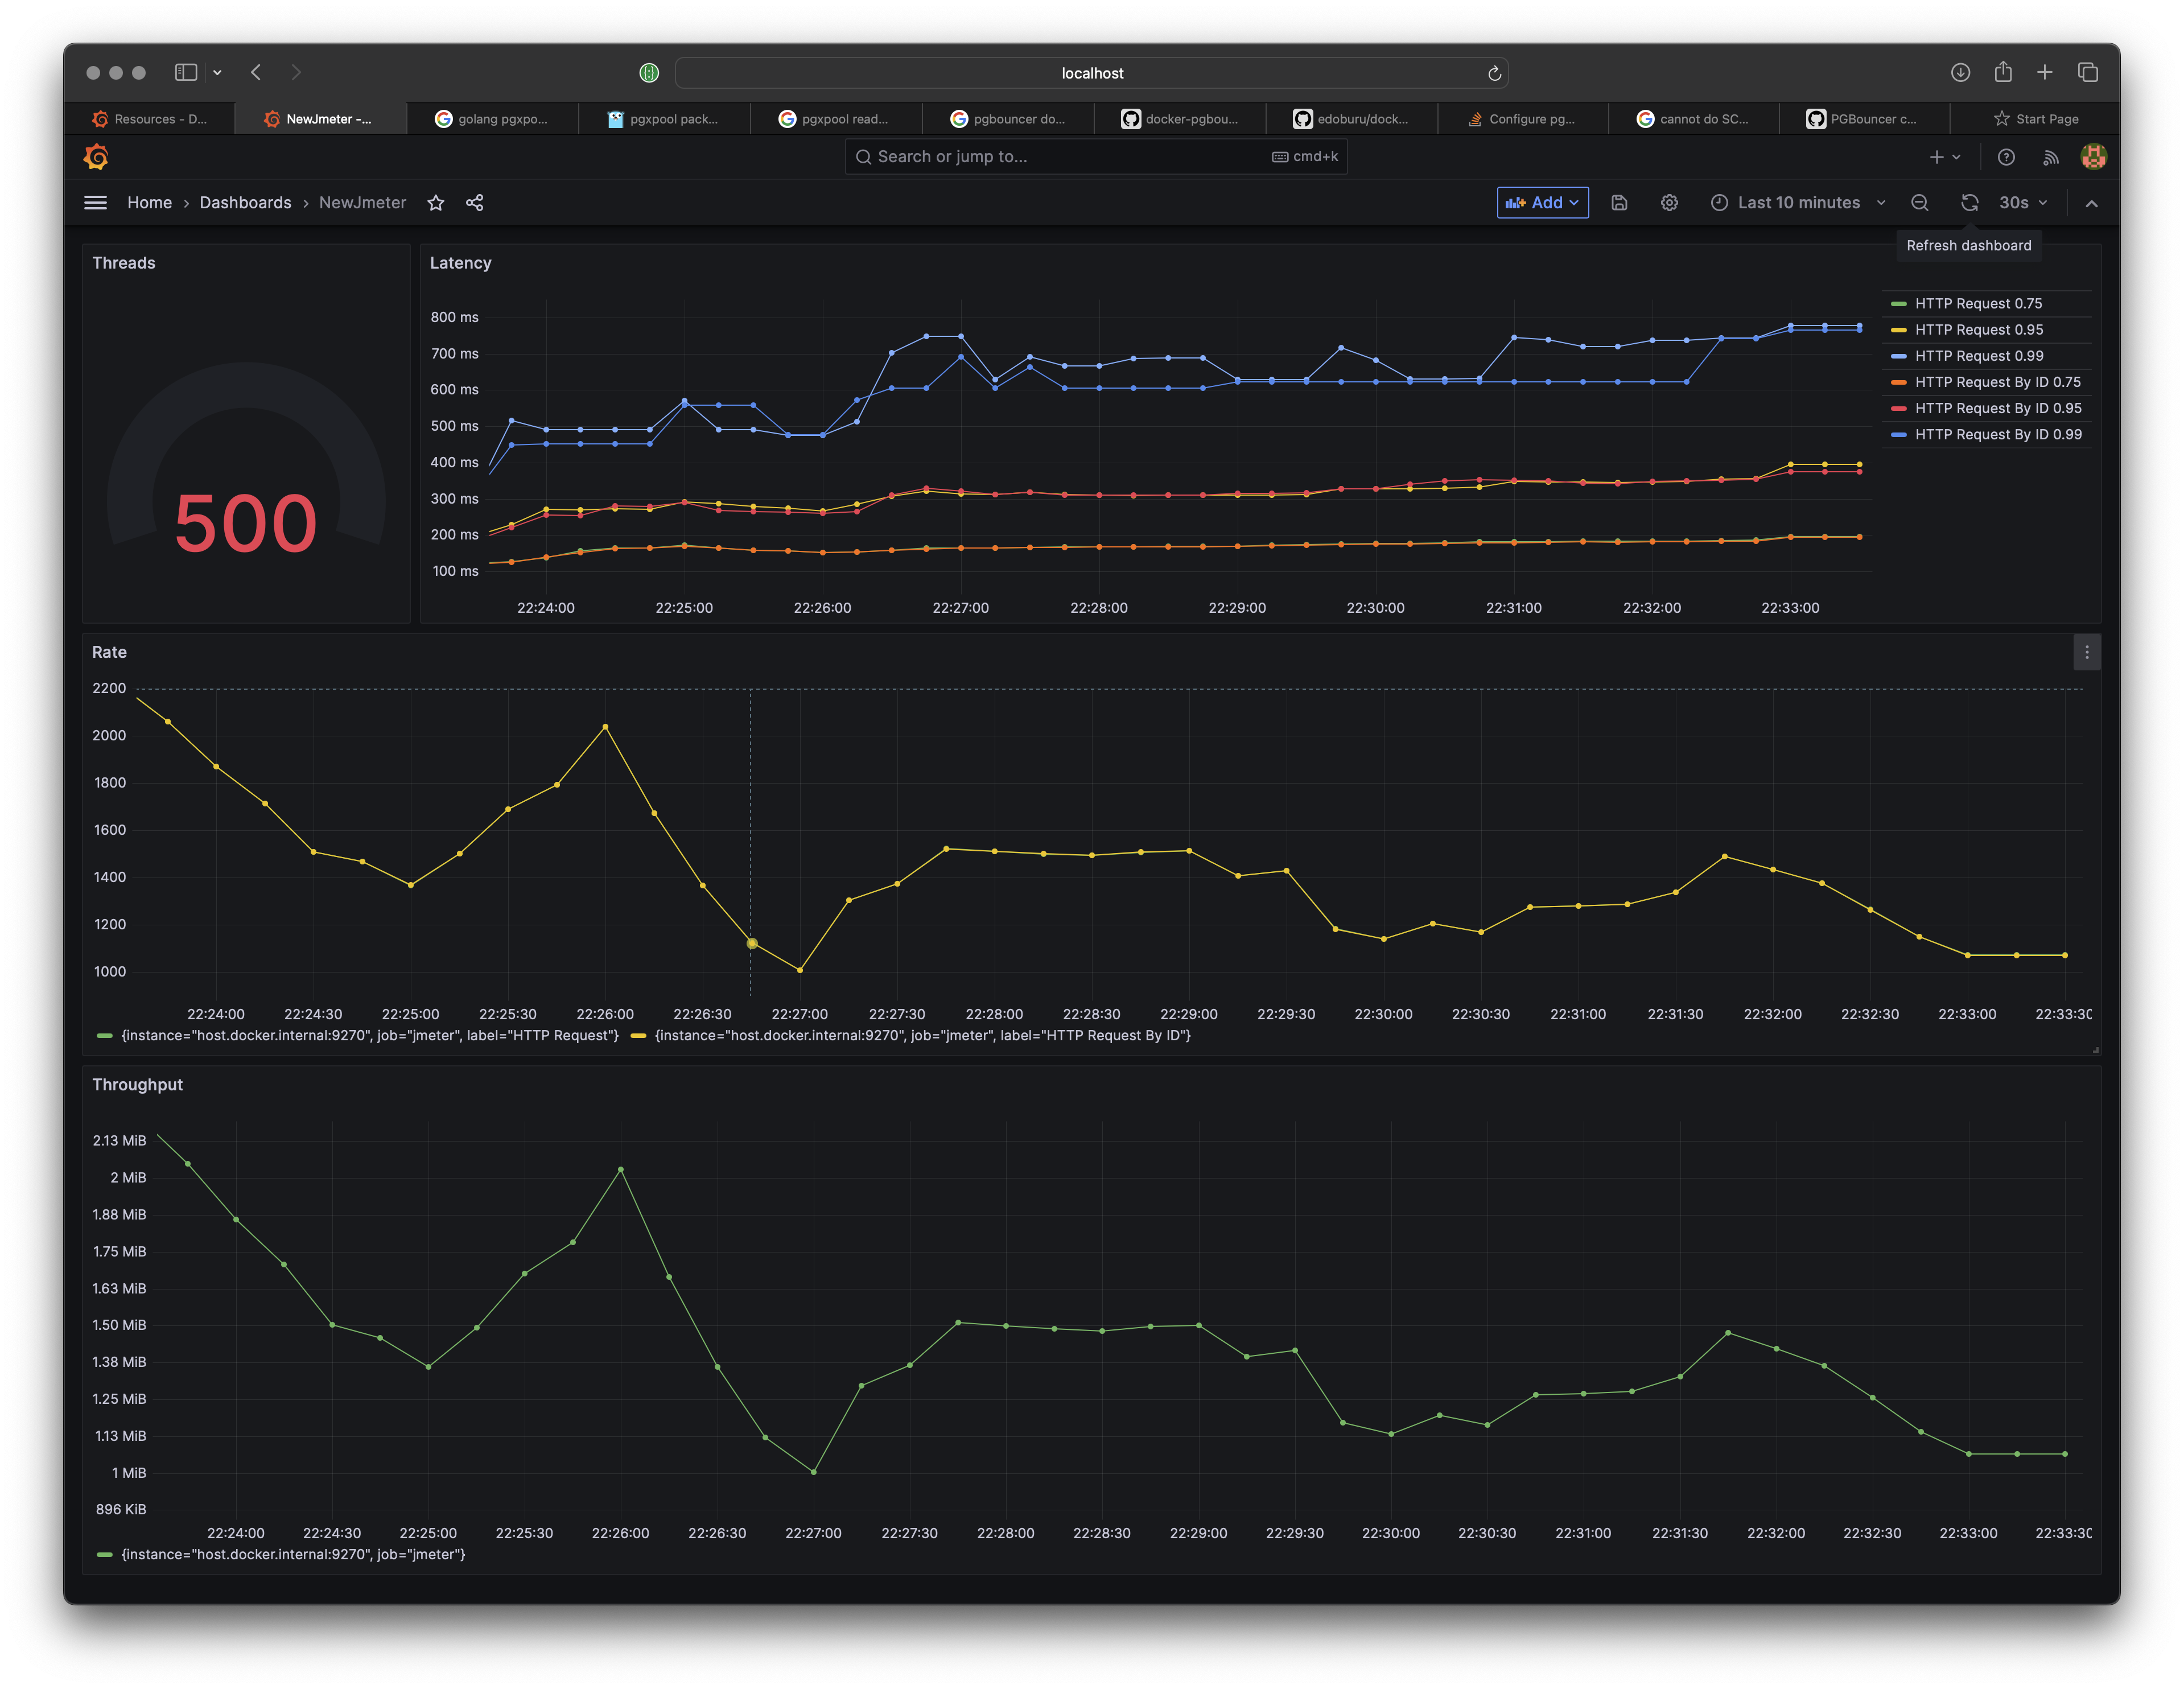 localhost
Resources - D...
NewJmeter -...
golang pgxpo...
pgxpool pack...
pgxpool read...
pgbouncer do...
docker-pgbou...
edoburu/dock...
Configure pg...
cannot do SC...
PGBouncer c...
Start Page
Search or jump to...
cmd+k
Home › Dashboards › NewJmeter
Add
Last 10 minutes
30s
Refresh dashboard
Threads
500
Latency
800 ms
700 ms
600 ms
500 ms
400 ms
300 ms
200 ms
100 ms
22:24:00 22:25:00 22:26:00 22:27:00 22:28:00 22:29:00 22:30:00 22:31:00 22:32:00 22:33:00
HTTP Request 0.75
HTTP Request 0.95
HTTP Request 0.99
HTTP Request By ID 0.75
HTTP Request By ID 0.95
HTTP Request By ID 0.99
Rate
2200
2000
1800
1600
1400
1200
1000
22:24:00 22:24:30 22:25:00 22:25:30 22:26:00 22:26:30 22:27:00 22:27:30 22:28:00 22:28:30 22:29:00 22:29:30 22:30:00 22:30:30 22:31:00 22:31:30 22:32:00 22:32:30 22:33:00 22:33:30
{instance="host.docker.internal:9270", job="jmeter", label="HTTP Request"} {instance="host.docker.internal:9270", job="jmeter", label="HTTP Request By ID"}
Throughput
2.13 MiB
2 MiB
1.88 MiB
1.75 MiB
1.63 MiB
1.50 MiB
1.38 MiB
1.25 MiB
1.13 MiB
1 MiB
896 KiB
22:24:00 22:24:30 22:25:00 22:25:30 22:26:00 22:26:30 22:27:00 22:27:30 22:28:00 22:28:30 22:29:00 22:29:30 22:30:00 22:30:30 22:31:00 22:31:30 22:32:00 22:32:30 22:33:00 22:33:30
{instance="host.docker.internal:9270", job="jmeter"}